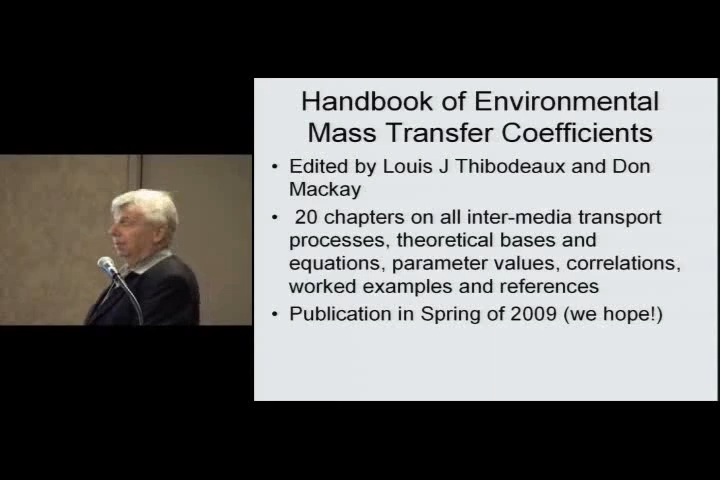 Handbook of Environmental
Mass Transfer Coefficients
• Edited by Louis J Thibodeaux and Don
Mackay
• 20 chapters on all inter-media transport
processes, theoretical bases and
equations, parameter values, correlations,
worked examples and references
• Publication in Spring of 2009 (we hope!)